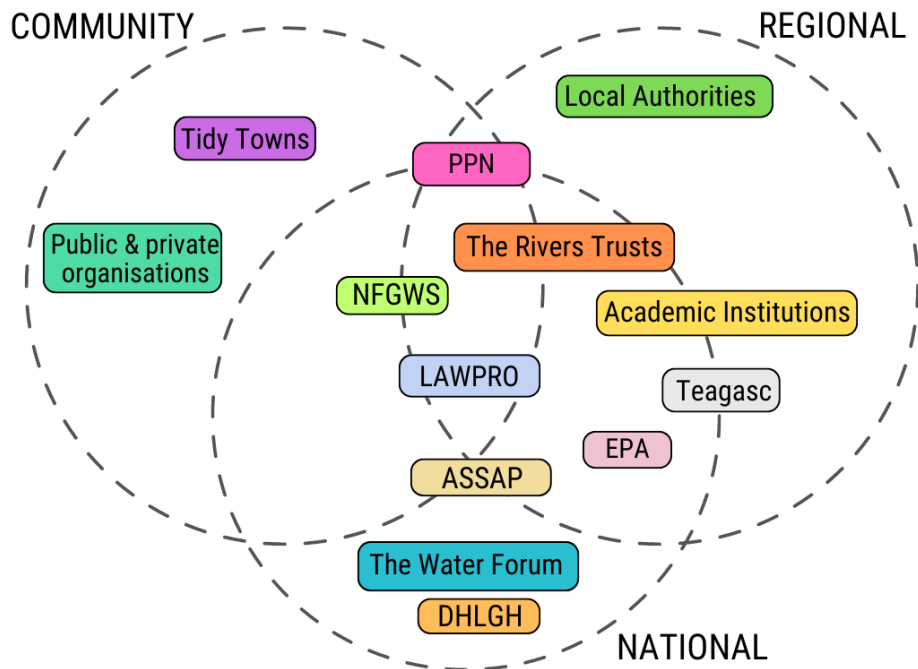 COMMUNITY
REGIONAL
Local Authorities
Tidy Towns
PPN
Public & private
organisations
The Rivers Trusts
NFGWS
Academic Institutions
LAWPRO
Teagasc
EPA
ASSAP
The Water Forum
DHLGH
NATIONAL